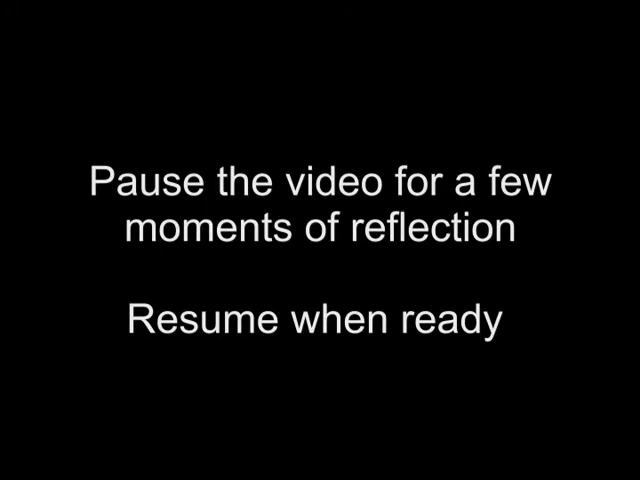 Pause the video for a few
moments of reflection
Resume when ready